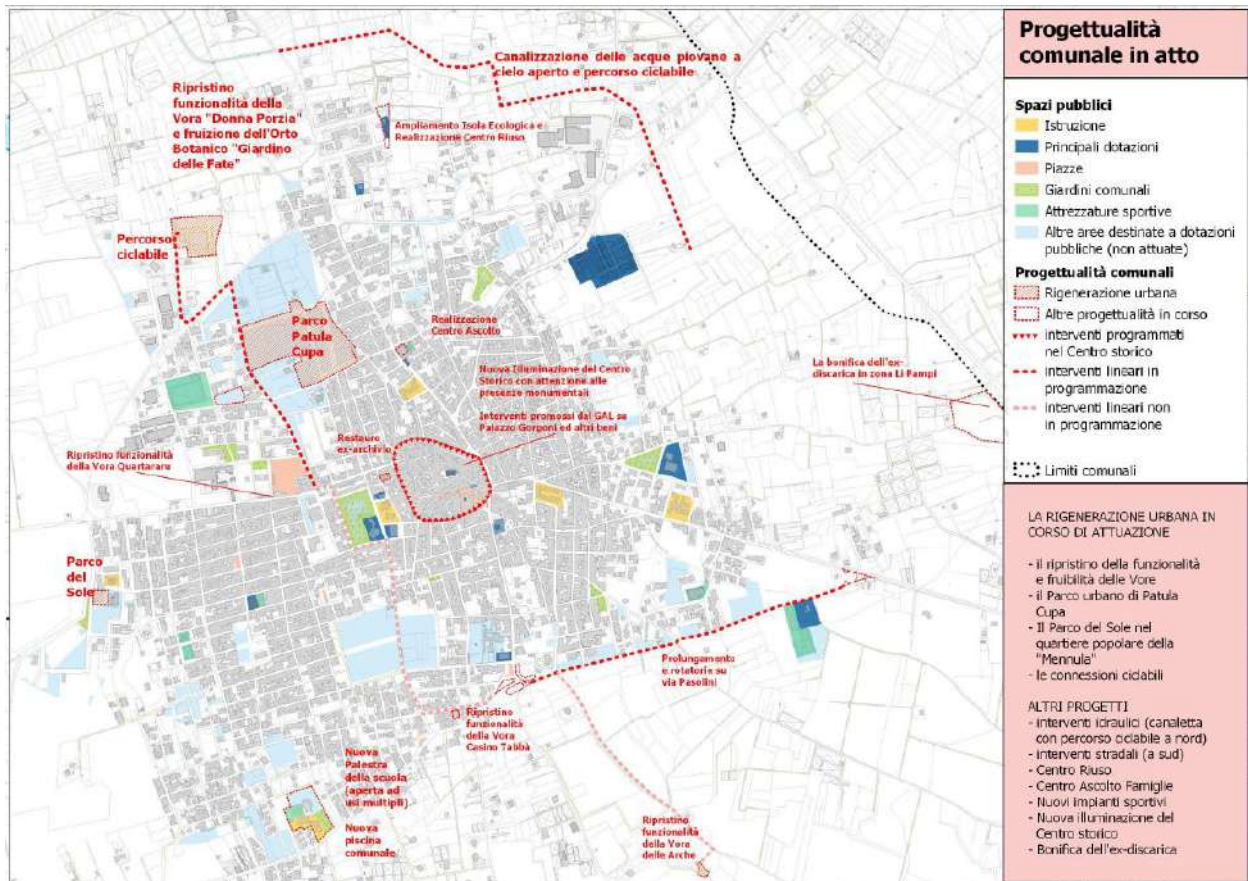 Progettualità
comunale in atto
Spazi pubblici
Istruzione
Principali dotazioni
Piazze
Giardini comunali
Attrezzature sportive
Altre aree destinate a dotazioni
pubbliche (non attuate)
Progettualità comunali
Rigenerazione urbana
Altre progettualità in corso
interventi programmati
nel Centro storico
interventi lineari in
programmazione
interventi lineari non
in programmazione
Limiti comunali
LA RIGENERAZIONE URBANA IN
CORSO DI ATTUAZIONE
- il ripristino della funzionalità
e fruibilità delle Vore
- il Parco urbano di Patula
Cupa
- Il Parco del Sole nel
quartiere popolare della
"Mennula"
- le connessioni ciclabili
ALTRI PROGETTI
- interventi idraulici (canaletta
con percorso ciclabile a nord)
- interventi stradali (a sud)
- Centro Riuso
- Centro Ascolto Famiglie
- Nuovi impianti sportivi
- Nuova illuminazione del
Centro storico
- Bonifica dell'ex-discarica
Canalizzazione delle acque piovane a
cielo aperto e percorso ciclabile
Ripristino
funzionalità della
Vora "Donna Porzia"
e fruizione dell'Orto
Botanico "Giardino
delle Fate"
Ampliamento Isola Ecologica e
Realizzazione Centro Riuso
Percorso
ciclabile
Parco
Patula
Cupa
Realizzazione
Centro Ascolto
Nuova Illuminazione del Centro
Storico con attenzione alle
presenze monumentali
Interventi promossi dal GAL su
Palazzo Gorgoni ed altri beni
La bonifica dell'ex-
discarica in zona Li Pampi
Restauro
ex-archivio
Ripristino funzionalità
della Vora Quartararu
Parco
del
Sole
Prolungamento
e rotatorie su
via Pasolini
Ripristino
funzionalità
della Vora
Casino Tabbà
Nuova
Palestra
della scuola
(aperta ad
usi multipli)
Nuova
piscina
comunale
Ripristino
funzionalità
della Vora
delle Arche